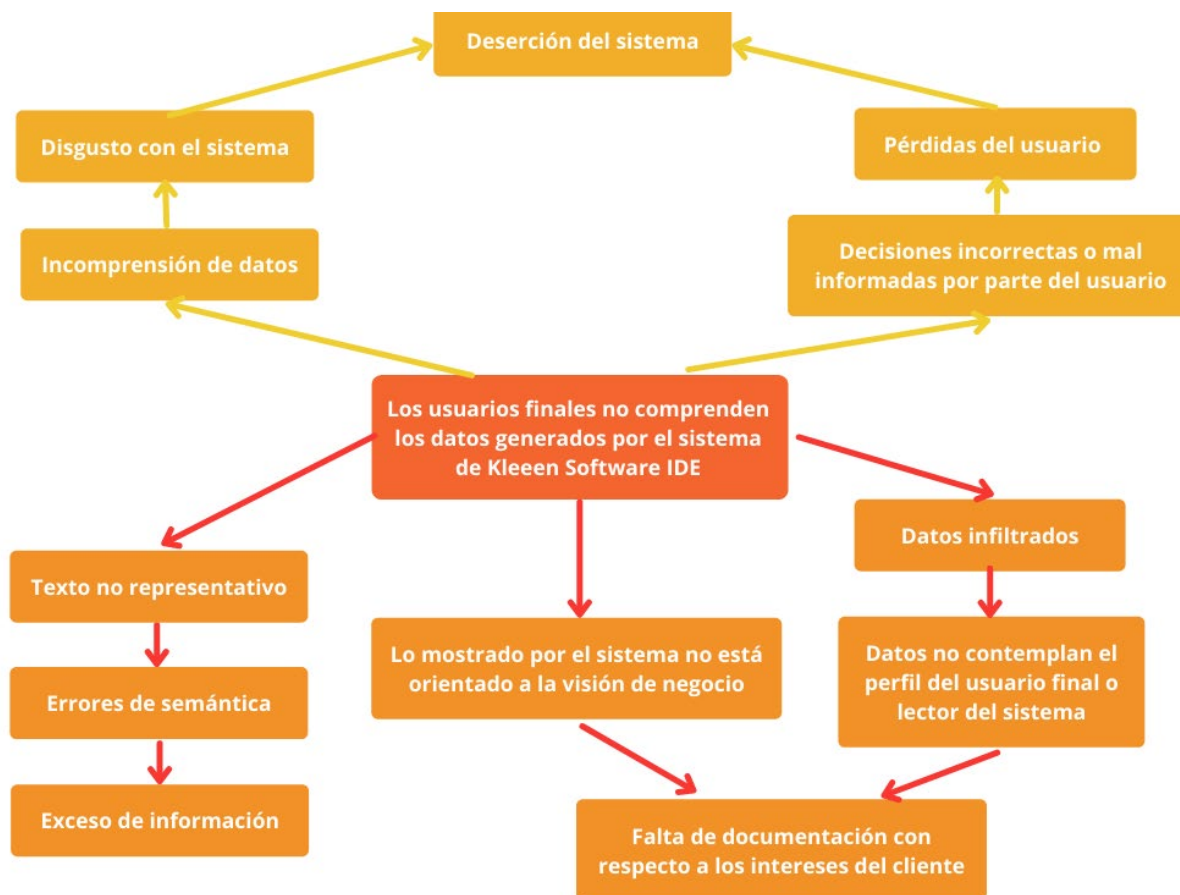 Deserción del sistema
Disgusto con el sistema
Pérdidas del usuario
Incomprensión de datos
Decisiones incorrectas o mal
informadas por parte del usuario
Los usuarios finales no comprenden
los datos generados por el sistema
de Kleeen Software IDE
Datos infiltrados
Texto no representativo
Lo mostrado por el sistema no está
orientado a la visión de negocio
Datos no contemplan el
perfil del usuario final o
lector del sistema
Errores de semántica
Exceso de información
Falta de documentación con
respecto a los intereses del cliente